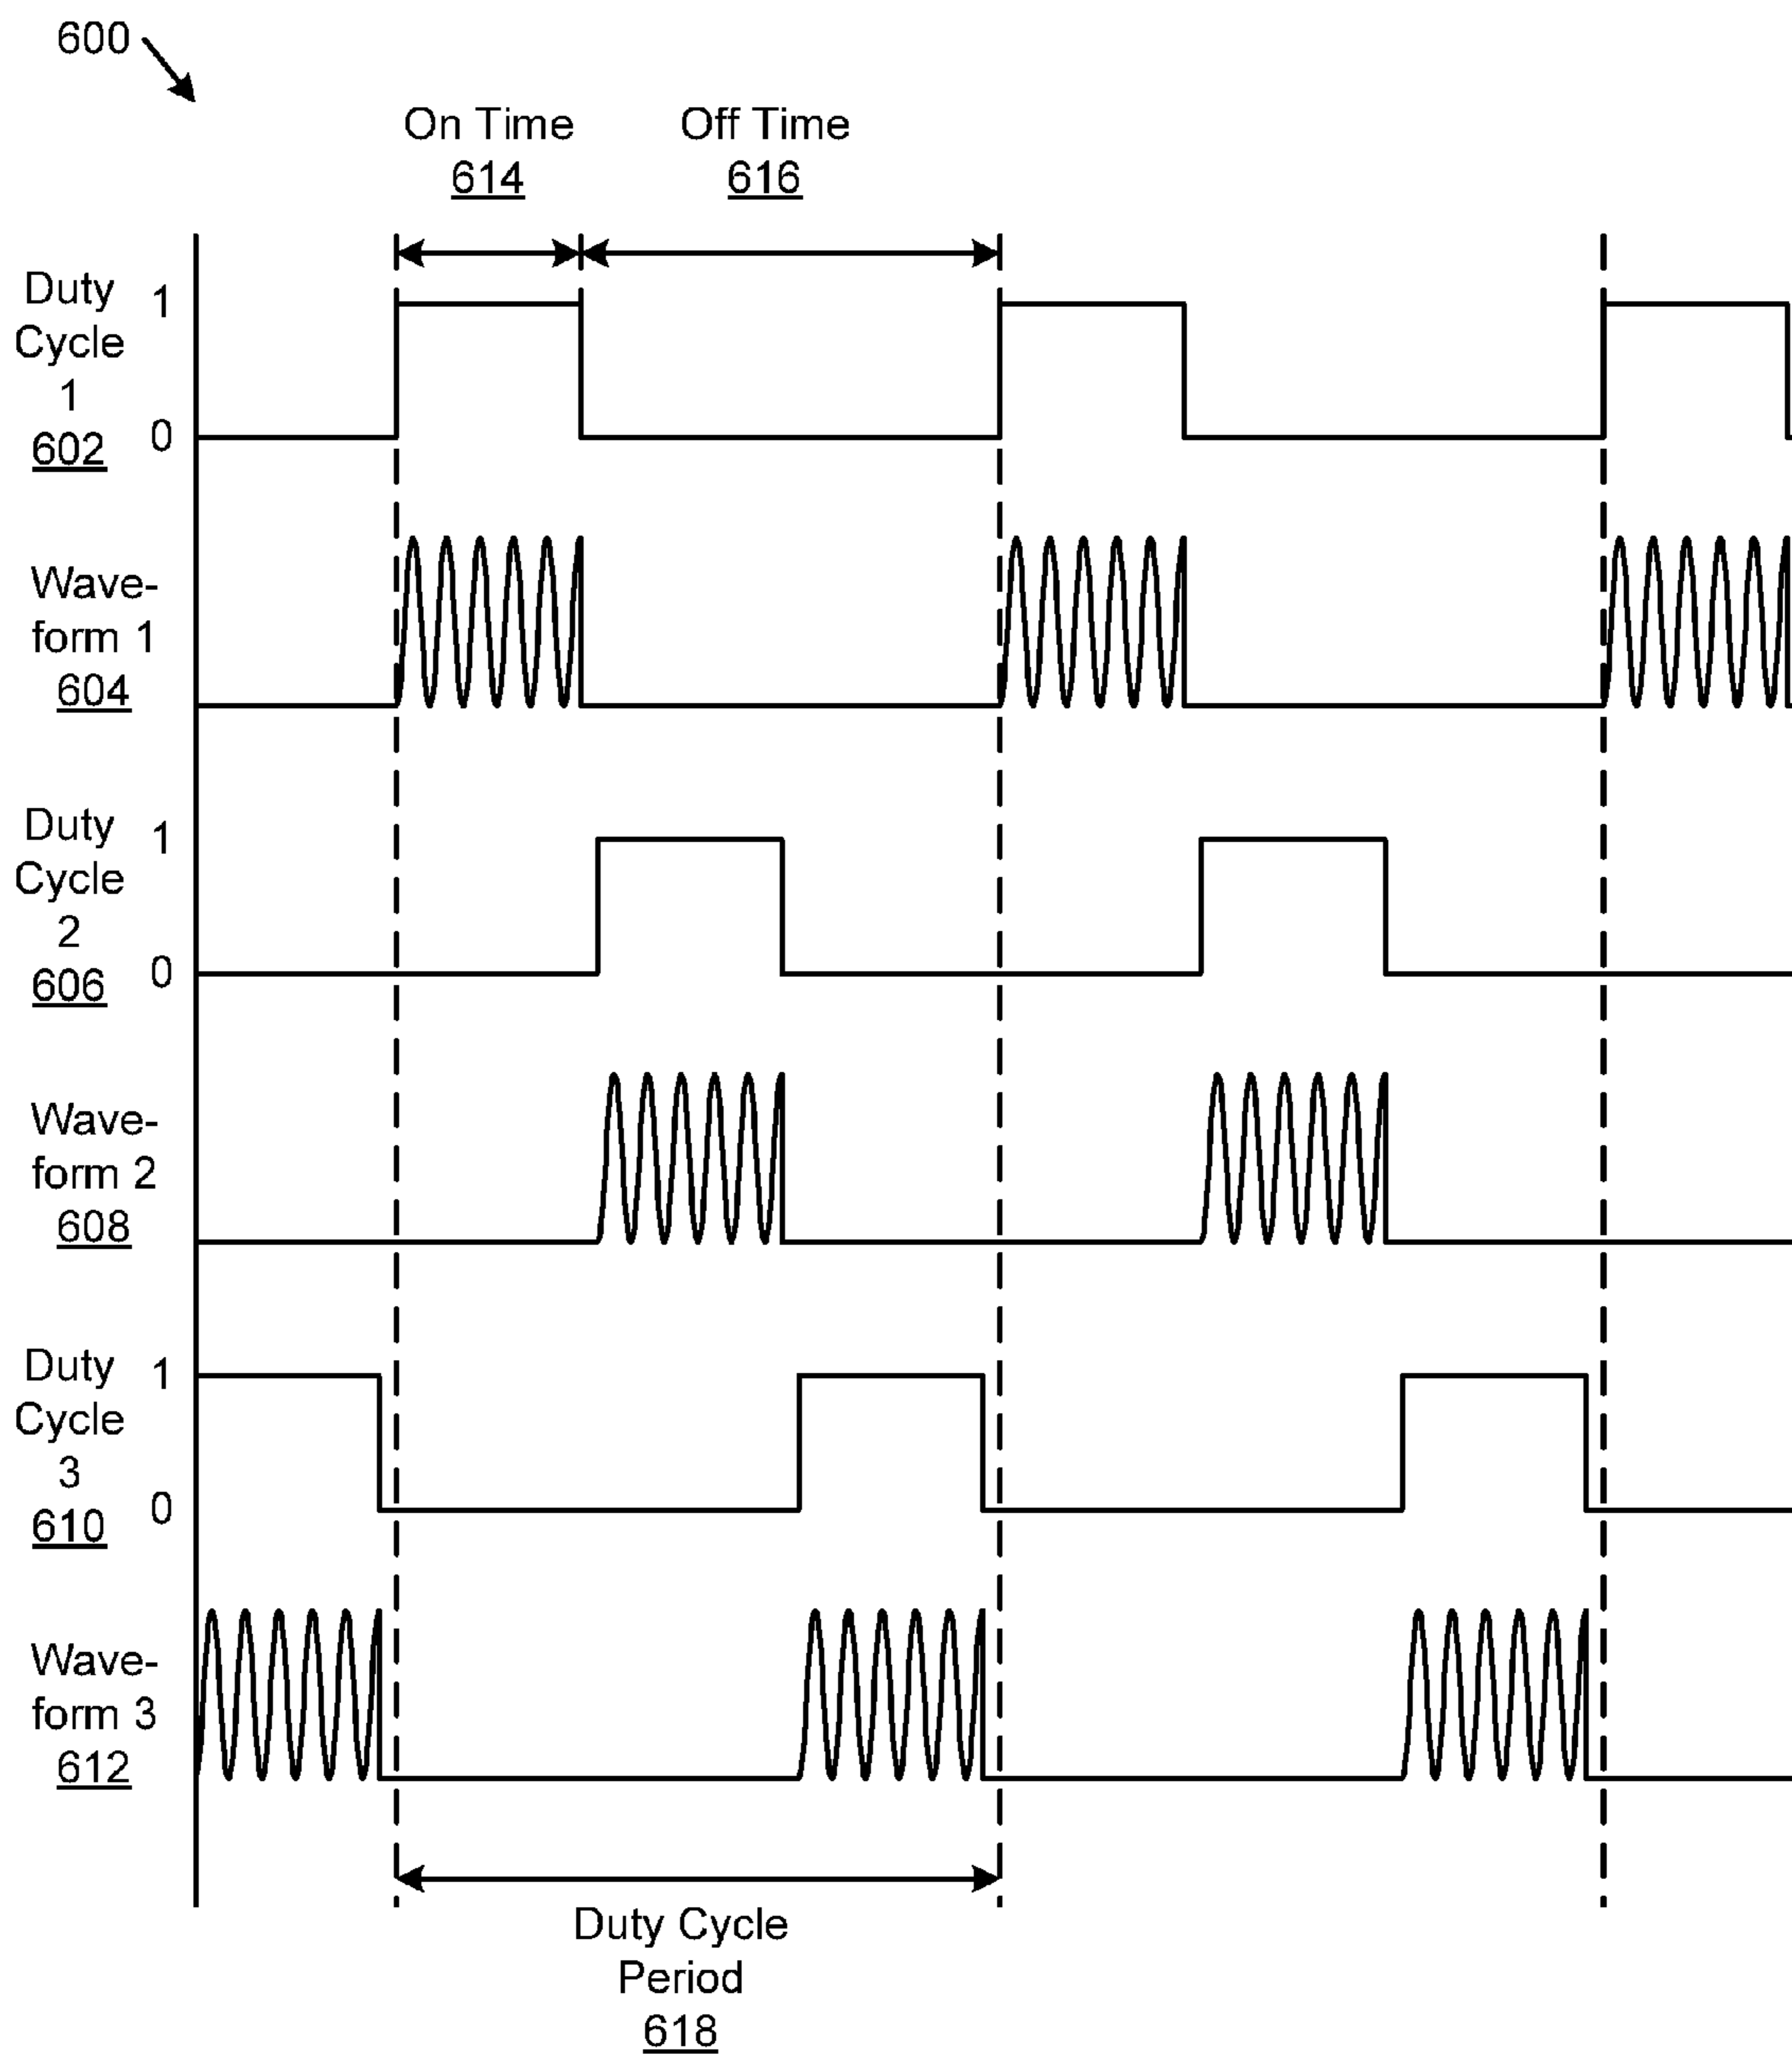 600
On Time
614
Off Time
616
Duty
Cycle
1
602
1
0
Wave-
form 1
604
Duty
Cycle
2
606
1
0
Wave-
form 2
608
Duty
Cycle
3
610
1
0
Wave-
form 3
612
Duty Cycle
Period
618